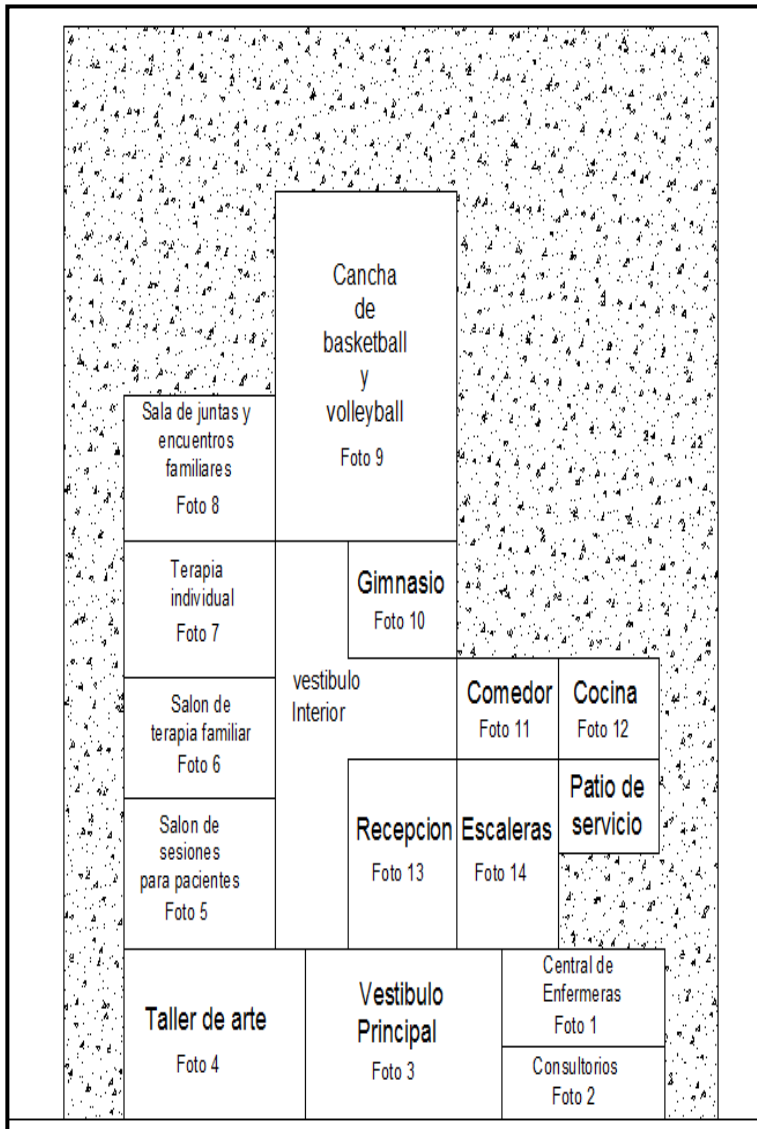 Cancha
de
basketball
y
volleyball
Foto 9
Sala de juntas y
encuentros
familiares
Foto 8
Terapia
individual
Foto 7
Gimnasio
Foto 10
vestibulo
Interior
Comedor
Foto 11
Cocina
Foto 12
Salon de
terapia familiar
Foto 6
Patio de
servicio
Salon de
sesiones
para pacientes
Foto 5
Recepcion
Foto 13
Escaleras
Foto 14
Taller de arte
Foto 4
Vestibulo
Principal
Foto 3
Central de
Enfermeras
Foto 1
Consultorios
Foto 2